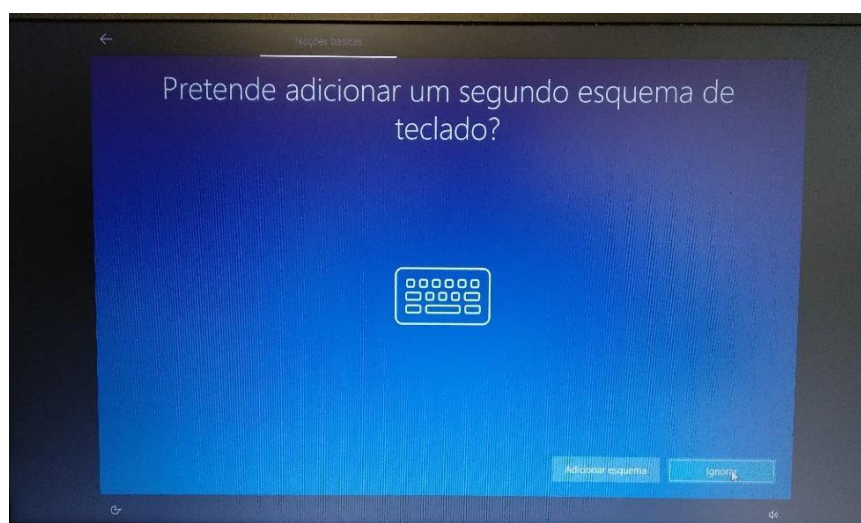 Noções básicas
Pretende adicionar um segundo esquema de
teclado?
Adicionar esquema
Ignorar